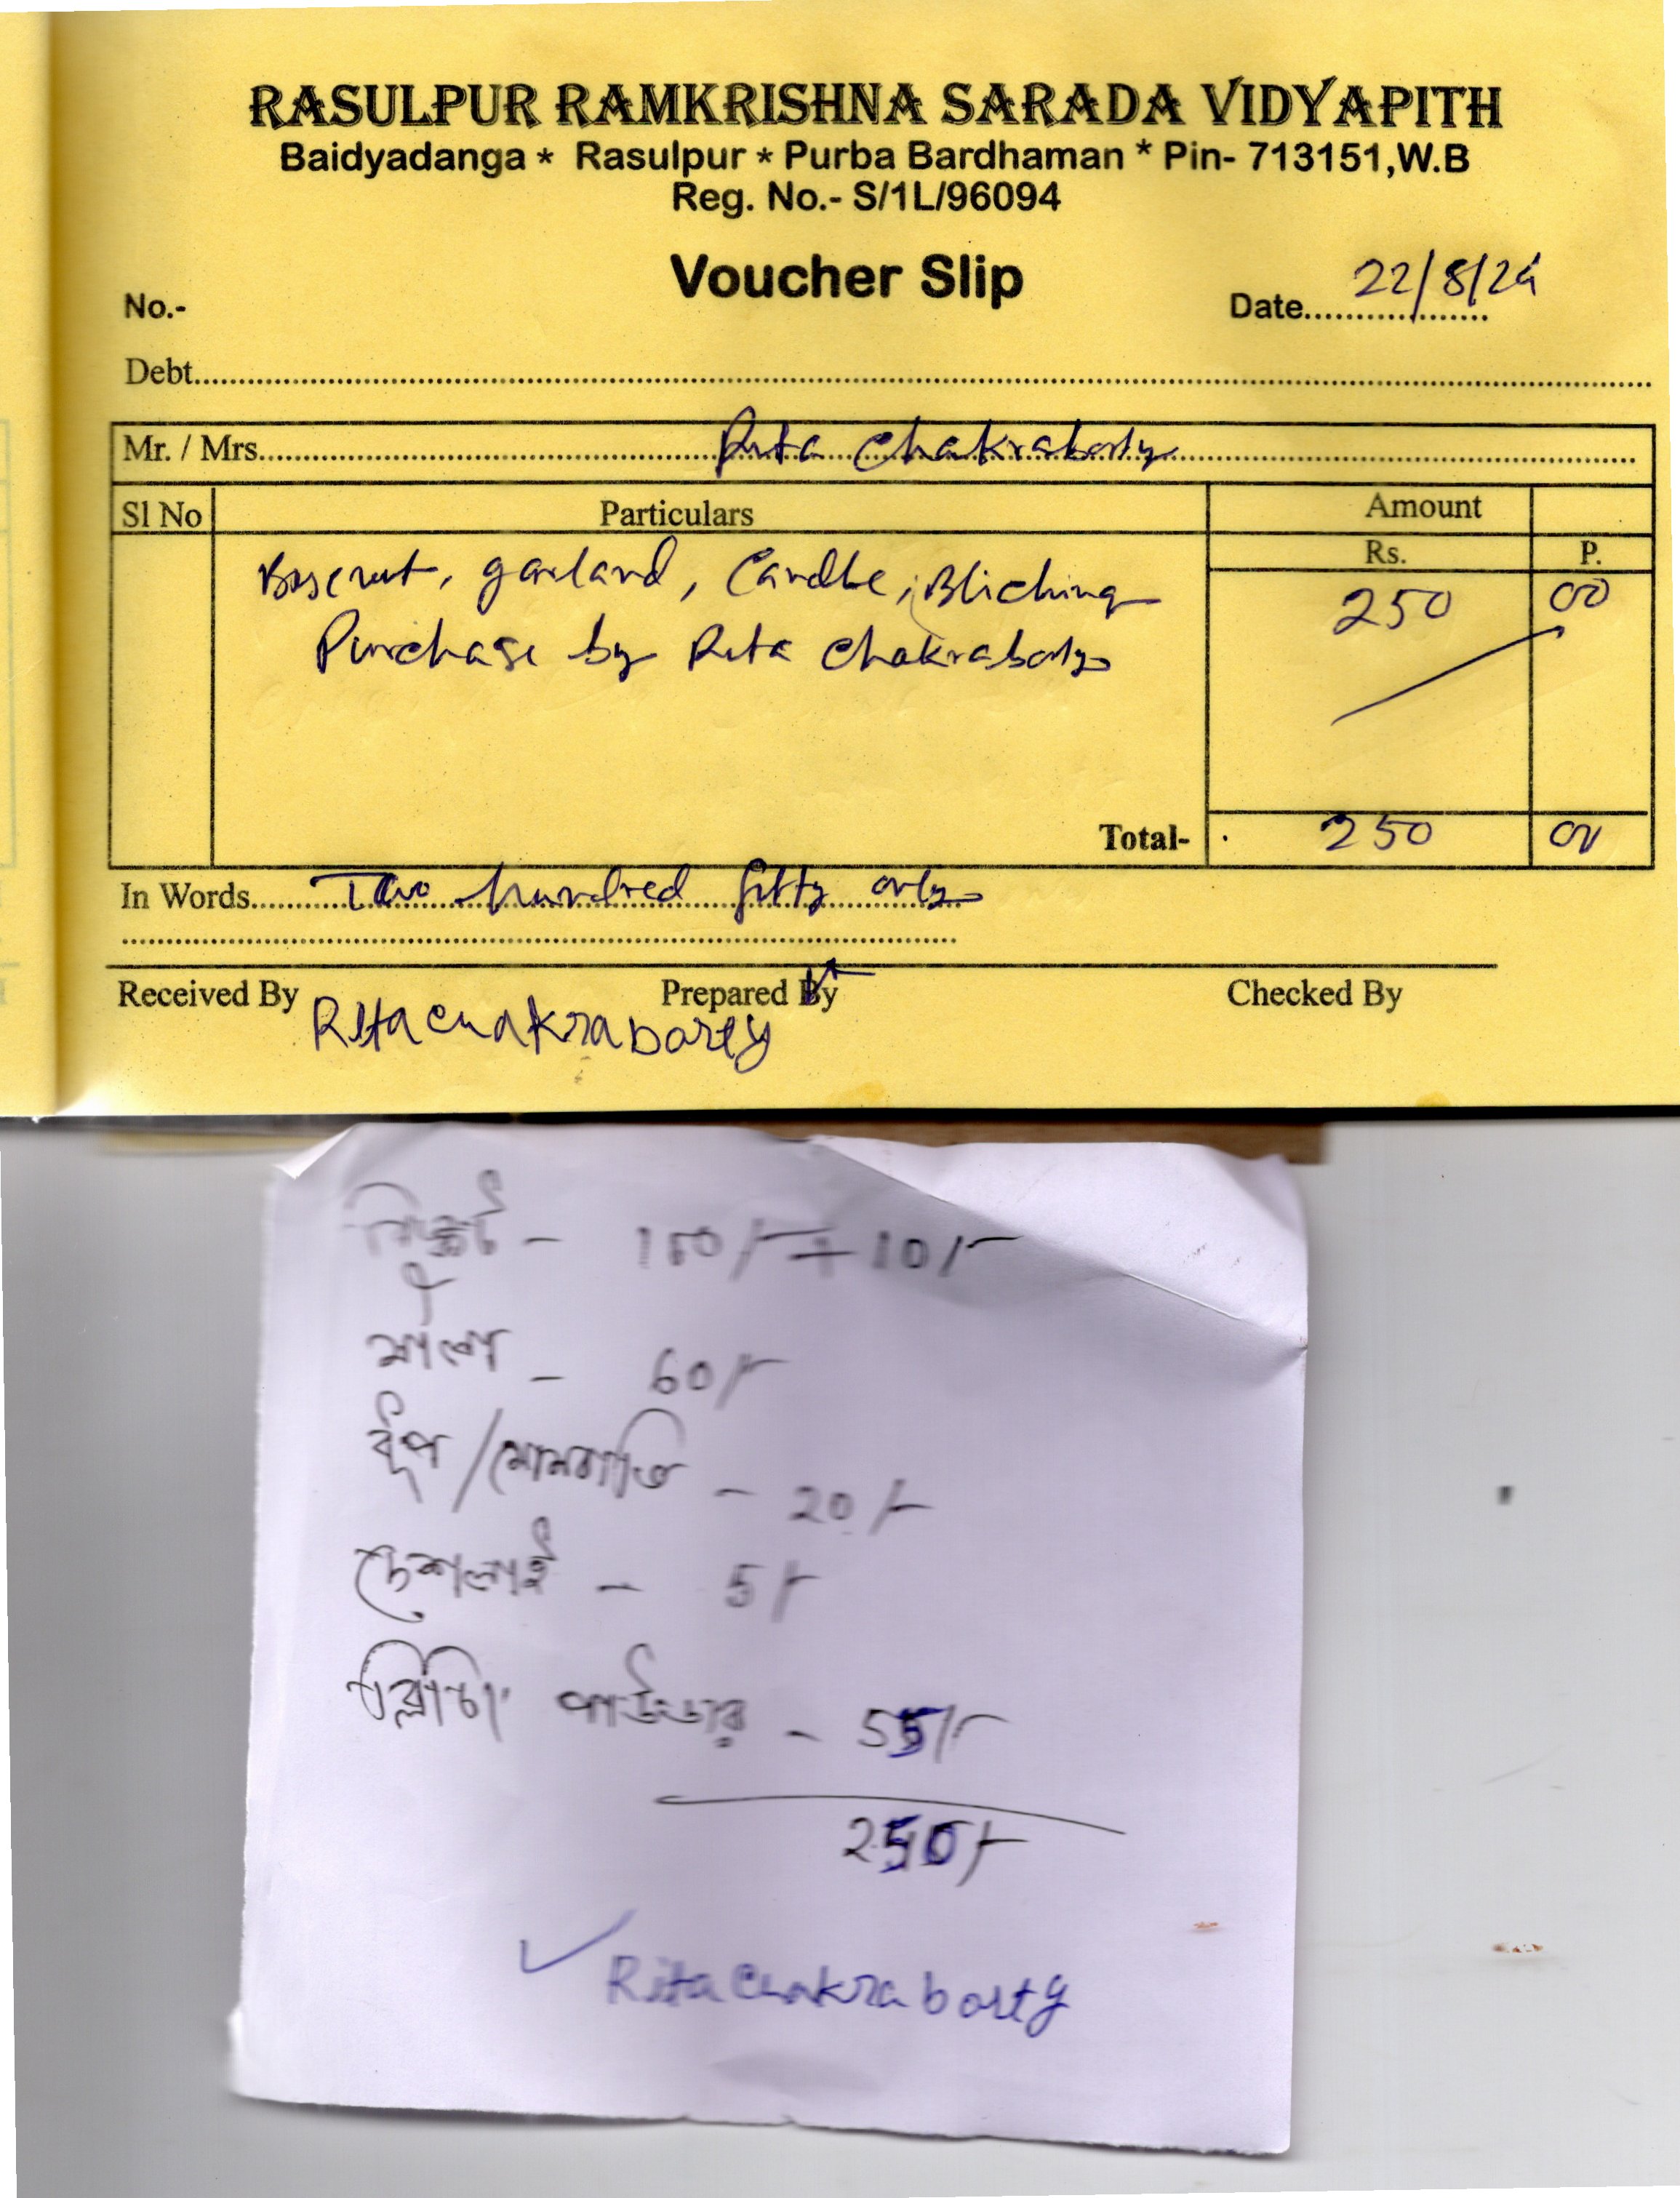 RASULPUR RAMKRISHNA SARADA VIDYAPITH
Baidyadanga * Rasulpur * Purba Bardhaman * Pin- 713151,W.B
Reg. No.- S/1L/96094
Voucher Slip
No.-
Date.................. 22/8/24
Debt
Mr. / Mrs. Rita Chakraborty
Sl No Particulars Amount
Rs. P.
garland, Candle, Bliching 250 00
Purchase by Rita Chakraborty
Total- 250 00
In Words Two hundred fifty only
Received By Prepared By Checked By
Rita Chakraborty
বিস্কুট - 100/- + 10/-
মালা - 60/-
ধূপ / মোমবাতি - 20/-
দেশলাই - 5/-
ব্লিচিং পাউডার - 55/-
250/-
Rita Chakraborty